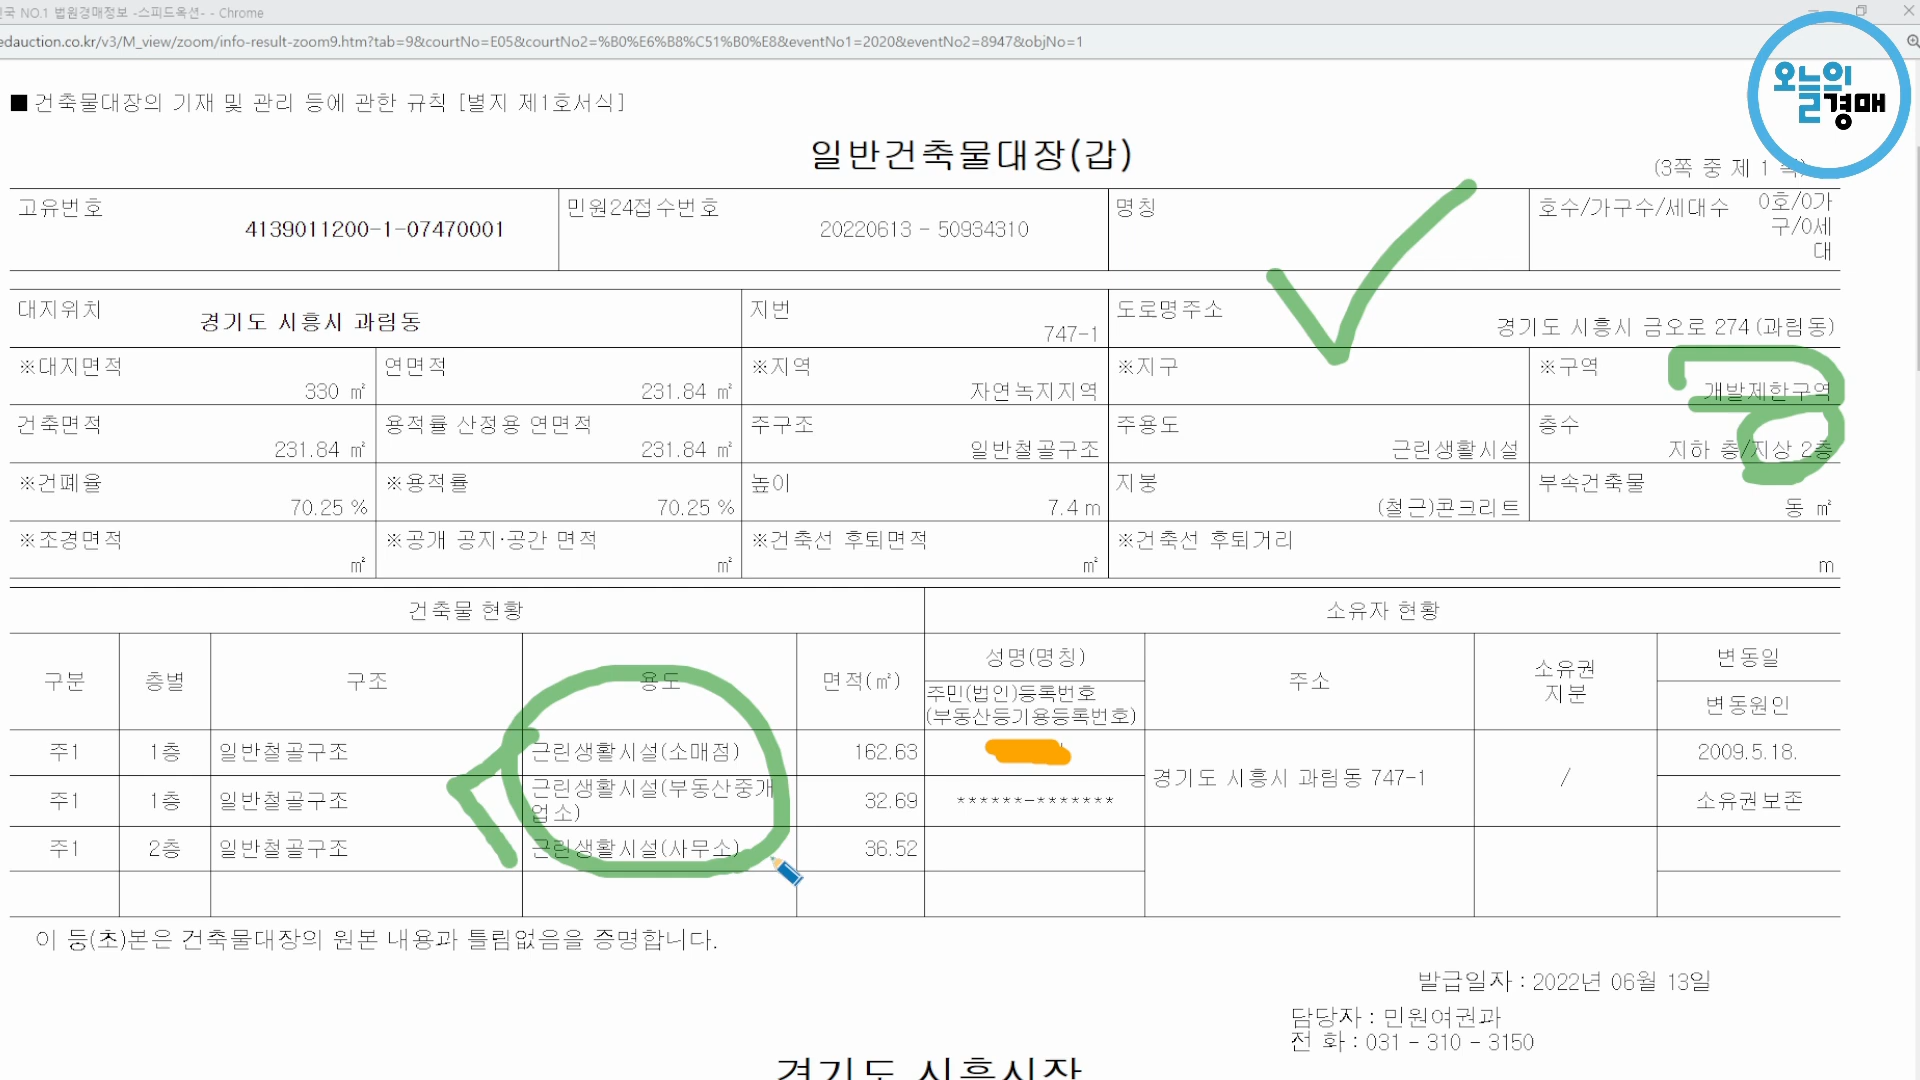 국 NO.1 법원경매정보 -스피드옥션- - Chrome
edauction.co.kr/v3/M_view/zoom/info-result-zoom9.htm?tab=9&courtNo=E05&courtNo2=%B0%E6%B8%C51%B0%E8&eventNo1=2020&eventNo2=8947&objNo=1
오늘의
경매
■ 건축물대장의 기재 및 관리 등에 관한 규칙 [별지 제1호서식]
일반건축물대장(갑)
(3쪽 중 제 1 쪽)
고유번호 4139011200-1-07470001
민원24접수번호 20220613 - 50934310
명칭
호수/가구수/세대수 0호/0가
구/0세
대
대지위치 경기도 시흥시 과림동
지번 747-1
도로명주소 경기도 시흥시 금오로 274 (과림동)
※대지면적 330 ㎡
연면적 231.84 ㎡
※지역 자연녹지지역
※지구
※구역 개발제한구역
건축면적 231.84 ㎡
용적률 산정용 연면적 231.84 ㎡
주구조 일반철골구조
주용도 근린생활시설
층수 지하 층/지상 2층
※건폐율 70.25 %
※용적률 70.25 %
높이 7.4 m
지붕 (철근)콘크리트
부속건축물 동 ㎡
※조경면적 ㎡
※공개 공지·공간 면적 ㎡
※건축선 후퇴면적 ㎡
※건축선 후퇴거리 m
건축물 현황
소유자 현황
구분 층별 구조 용도 면적(㎡)
성명(명칭)
주민(법인)등록번호
(부동산등기용등록번호)
주소
소유권
지분
변동일
변동원인
주1 1층 일반철골구조 근린생활시설(소매점) 162.63
2009.5.18.
경기도 시흥시 과림동 747-1 /
주1 1층 일반철골구조 근린생활시설(부동산중개
업소) 32.69
******-*******
소유권보존
주1 2층 일반철골구조 근린생활시설(사무소) 36.52
이 등(초)본은 건축물대장의 원본 내용과 틀림없음을 증명합니다.
발급일자 : 2022년 06월 13일
담당자 : 민원여권과
전 화 : 031 - 310 - 3150
경기도 시흥시장